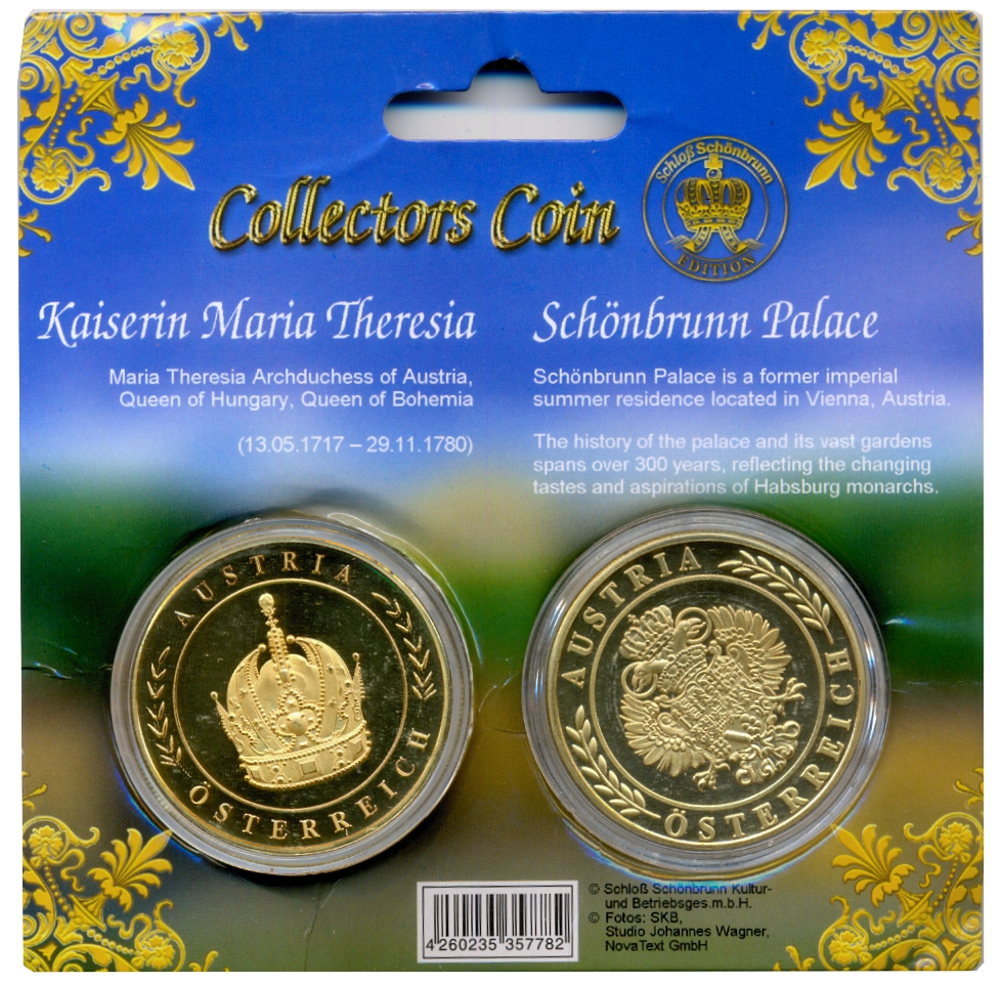 Collectors Coin
Schloß Schönbrunn
EDITION
Kaiserin Maria Theresia
Maria Theresia Archduchess of Austria,
Queen of Hungary, Queen of Bohemia
(13.05.1717 – 29.11.1780)
Schönbrunn Palace
Schönbrunn Palace is a former imperial
summer residence located in Vienna, Austria.
The history of the palace and its vast gardens
spans over 300 years, reflecting the changing
tastes and aspirations of Habsburg monarchs.
AUSTRIA
ÖSTERREICH
AUSTRIA
ÖSTERREICH
4 260235 357782
© Schloß Schönbrunn Kultur-
und Betriebsges.m.b.H.
© Fotos: SKB,
Studio Johannes Wagner,
NovaText GmbH